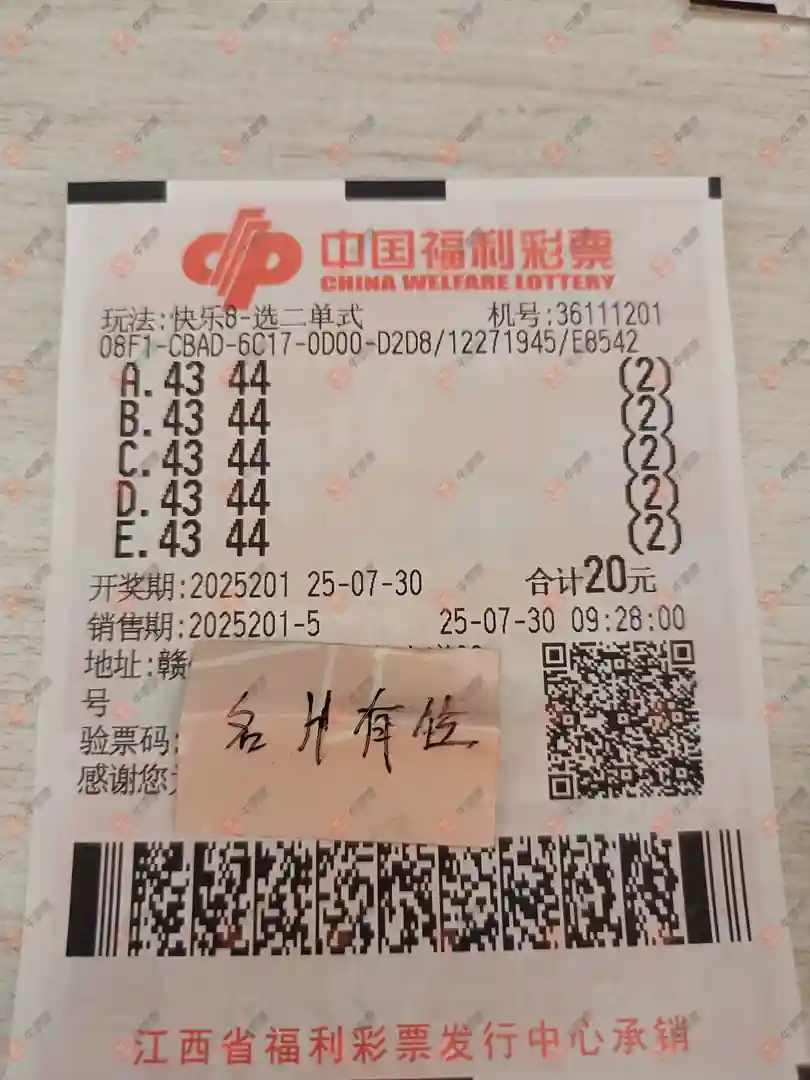 中国福利彩票
CHINA WELFARE LOTTERY
玩法:快乐8-选二单式 机号:36111201
08F1-CBAD-6C17-0D00-D2D8/12271945/E8542
A.43 44 (2)
B.43 44 (2)
C.43 44 (2)
D.43 44 (2)
E.43 44 (2)
开奖期:2025201 25-07-30 合计20元
销售期:2025201-5 25-07-30 09:28:00
地址:赣
号
验票码:
感谢您
名片有位
江西省福利彩票发行中心承销